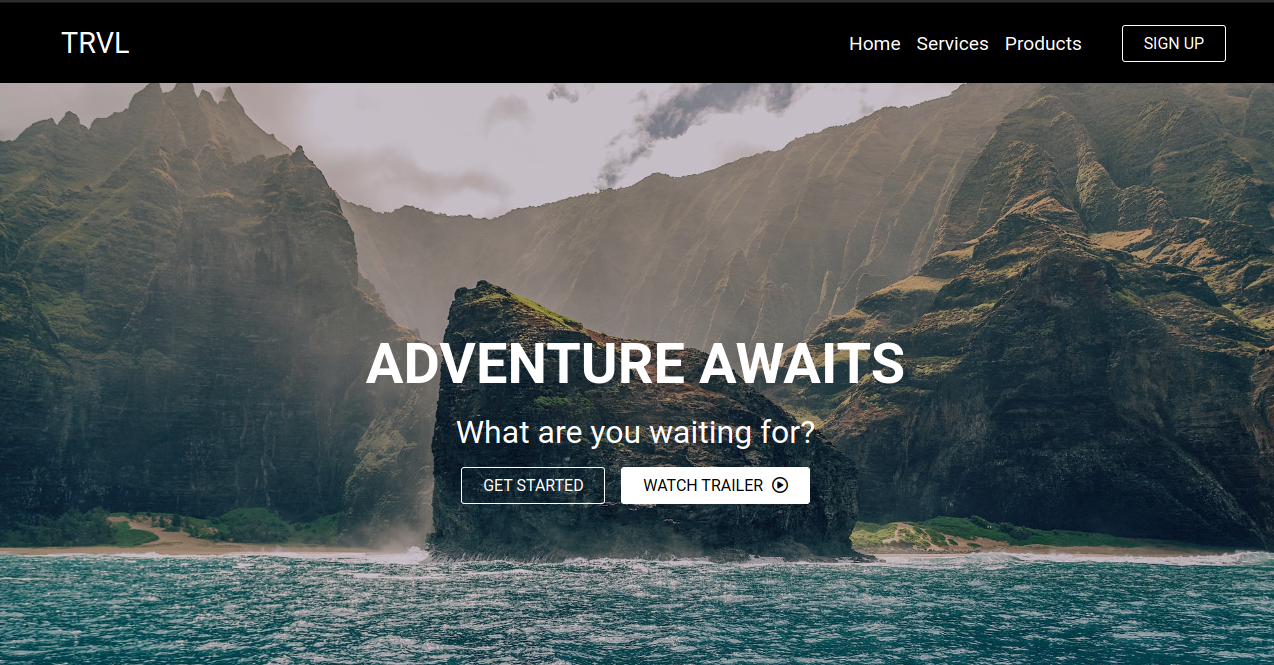 TRVL
Home Services Products SIGN UP
ADVENTURE AWAITS
What are you waiting for?
GET STARTED WATCH TRAILER